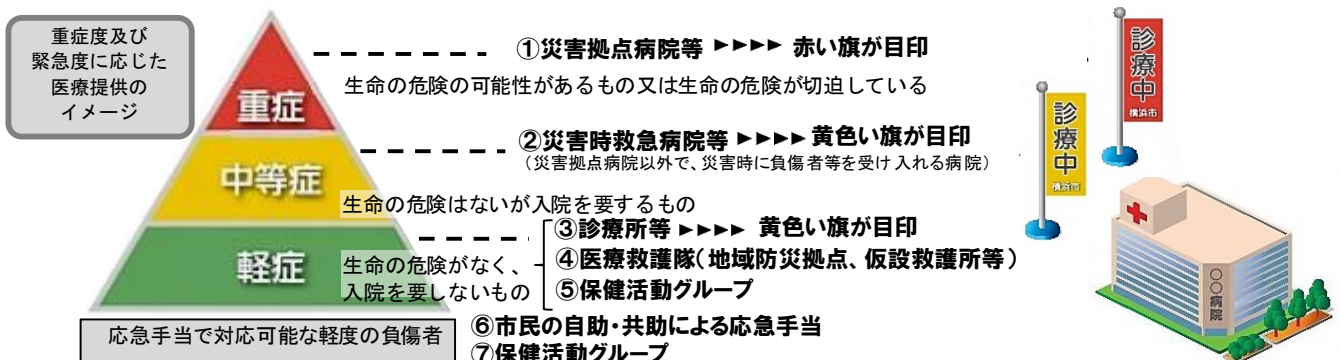 重症度及び
緊急度に応じた
医療提供の
イメージ
重症
①災害拠点病院等 ►►►► 赤い旗が目印
生命の危険の可能性があるもの又は生命の危険が切迫している
②災害時救急病院等 ►►►► 黄色い旗が目印
（災害拠点病院以外で、災害時に負傷者等を受け入れる病院）
中等症
生命の危険はないが入院を要するもの
③診療所等 ►►►► 黄色い旗が目印
軽症
生命の危険がなく、
入院を要しないもの
④医療救護隊（地域防災拠点、仮設救護所等）
⑤保健活動グループ
応急手当で対応可能な軽度の負傷者
⑥市民の自助・共助による応急手当
⑦保健活動グループ
診療中
横浜市
診療中
横浜市
〇〇病院